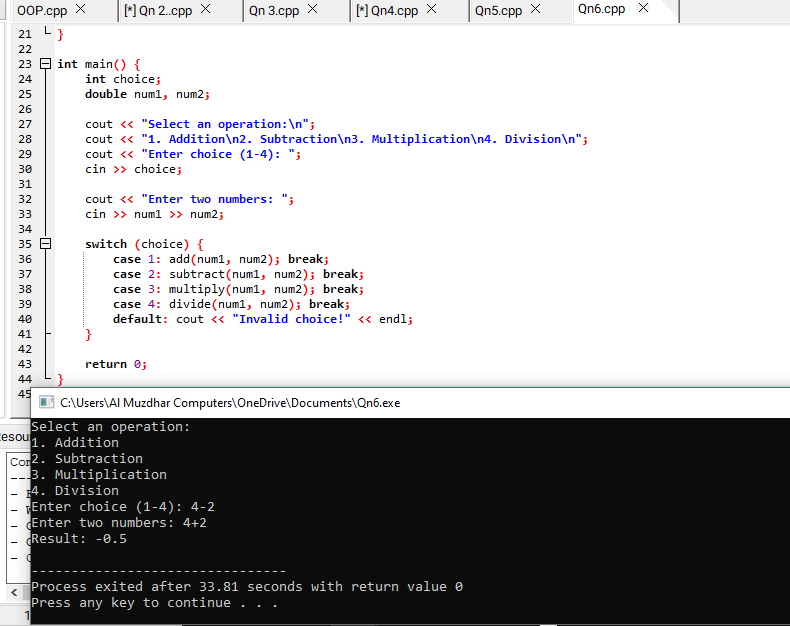 OOP.cpp [*] Qn 2..cpp Qn 3.cpp [*] Qn4.cpp Qn5.cpp Qn6.cpp
21 }
22
23 int main() {
24 int choice;
25 double num1, num2;
26
27 cout << "Select an operation:\n";
28 cout << "1. Addition\n2. Subtraction\n3. Multiplication\n4. Division\n";
29 cout << "Enter choice (1-4): ";
30 cin >> choice;
31
32 cout << "Enter two numbers: ";
33 cin >> num1 >> num2;
34
35 switch (choice) {
36 case 1: add(num1, num2); break;
37 case 2: subtract(num1, num2); break;
38 case 3: multiply(num1, num2); break;
39 case 4: divide(num1, num2); break;
40 default: cout << "Invalid choice!" << endl;
41 }
42
43 return 0;
44 }
45
C:\Users\Al Muzdhar Computers\OneDrive\Documents\Qn6.exe
Select an operation:
1. Addition
2. Subtraction
3. Multiplication
4. Division
Enter choice (1-4): 4-2
Enter two numbers: 4+2
Result: -0.5
--------------------------------
Process exited after 33.81 seconds with return value 0
Press any key to continue . . .